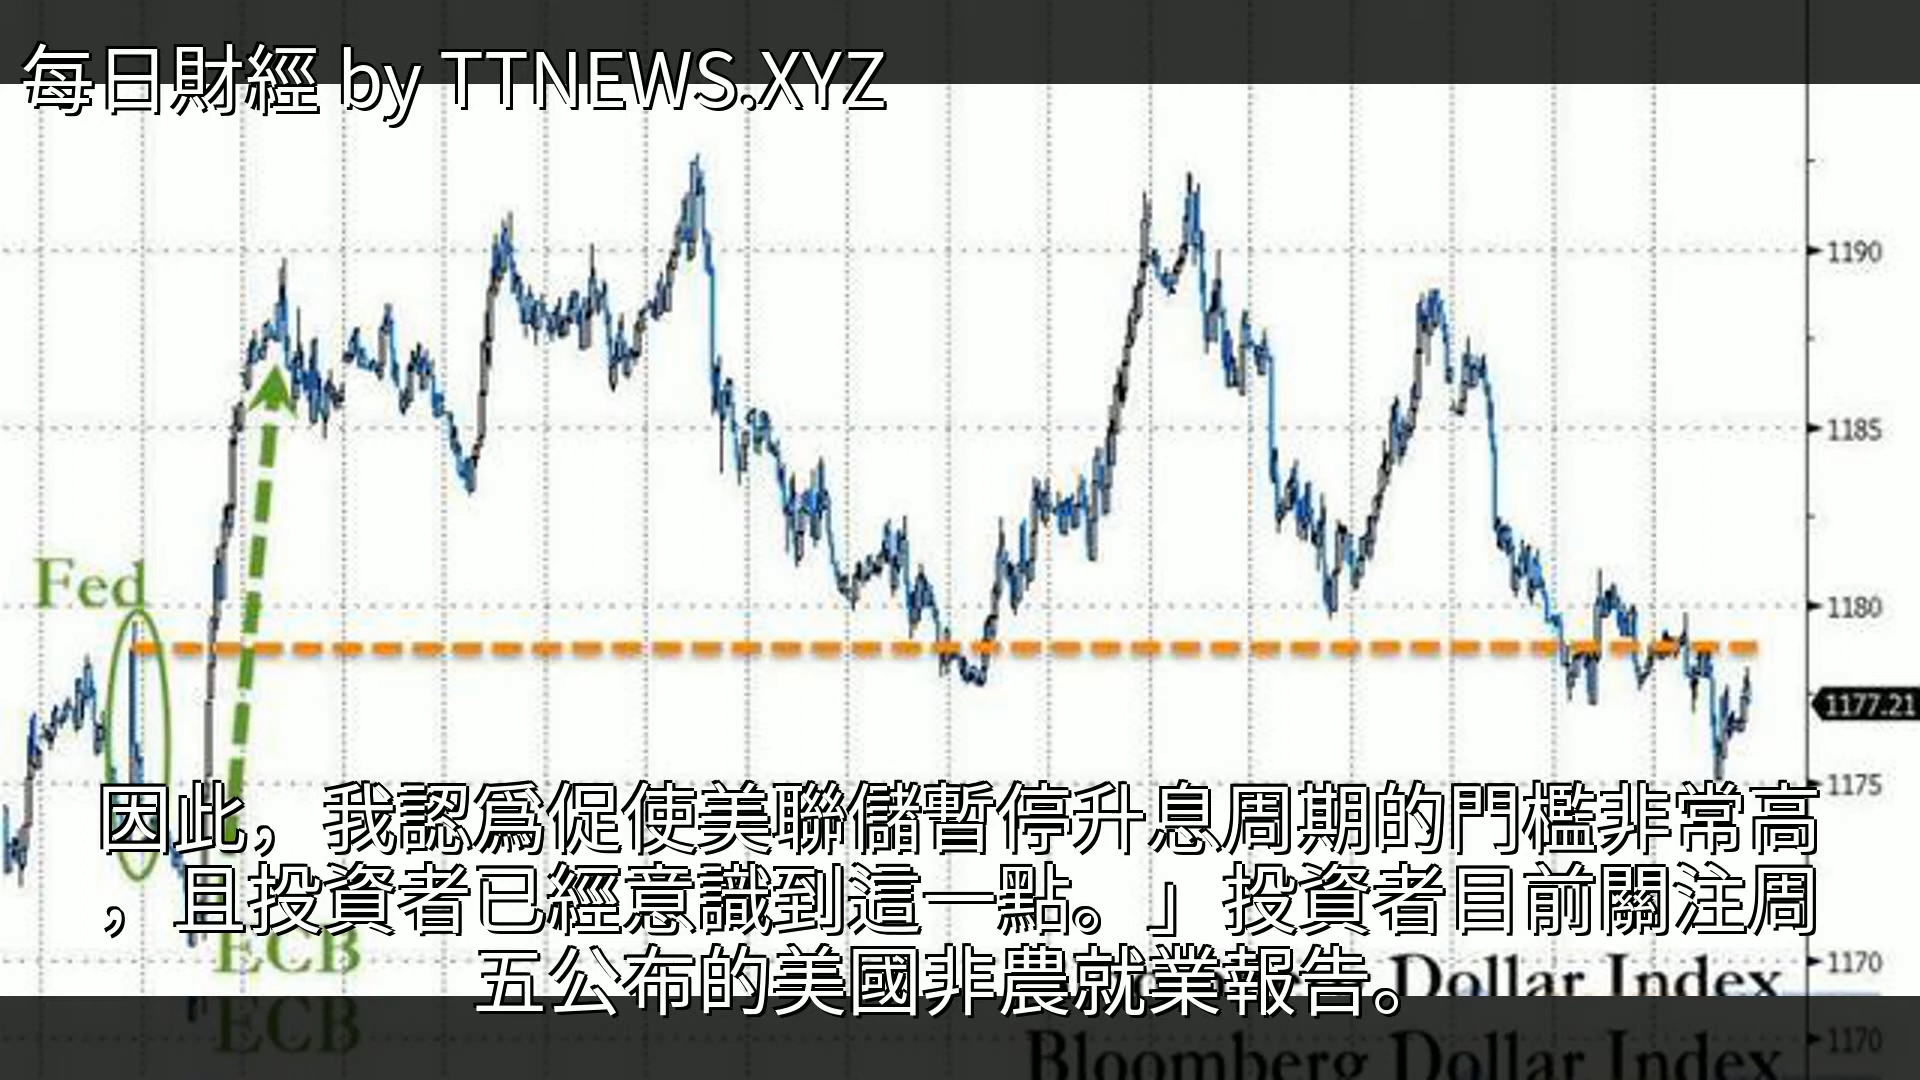 每日財經 by TTNEWS.XYZ
1190
1185
Fed
1180
1177.21
1175
因此，我認爲促使美聯儲暫停升息周期的門檻非常高
，且投資者已經意識到這一點。」投資者目前關注周
五公布的美國非農就業報告。
ECB
Dollar Index
1170
ECB
Bloomberg Dollar Index
1170